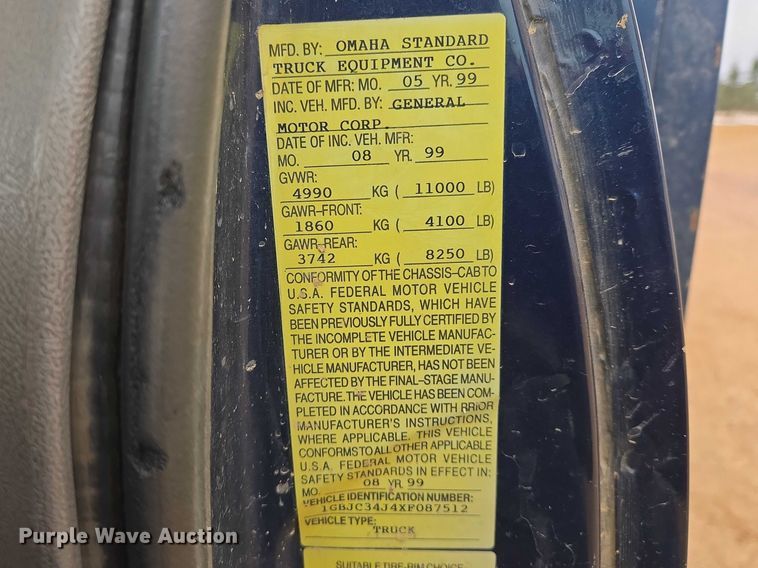 MFD. BY: OMAHA STANDARD
TRUCK EQUIPMENT CO.
DATE OF MFR: MO. 05 YR. 99
INC. VEH. MFD. BY: GENERAL
MOTOR CORP.
DATE OF INC. VEH. MFR:
MO. 08 YR. 99
GVWR:
4990 KG ( 11000 LB)
GAWR-FRONT:
1860 KG ( 4100 LB)
GAWR-REAR:
3742 KG ( 8250 LB)
CONFORMITY OF THE CHASSIS-CAB TO
U.S.A. FEDERAL MOTOR VEHICLE
SAFETY STANDARDS, WHICH HAVE
BEEN PREVIOUSLY FULLY CERTIFIED BY
THE INCOMPLETE VEHICLE MANUFAC-
TURER OR BY THE INTERMEDIATE VE-
HICLE MANUFACTURER, HAS NOT BEEN
AFFECTED BY THE FINAL-STAGE MANU-
FACTURE. THE VEHICLE HAS BEEN COM-
PLETED IN ACCORDANCE WITH PRIOR
MANUFACTURER'S INSTRUCTIONS,
WHERE APPLICABLE. THIS VEHICLE
CONFORMS TO ALL OTHER APPLICABLE
U.S.A. FEDERAL MOTOR VEHICLE
SAFETY STANDARDS IN EFFECT IN:
MO. 08 YR 99
VEHICLE IDENTIFICATION NUMBER:
1GBJC34J4XF087512
VEHICLE TYPE:
TRUCK
SUITABLE TIRE-RIM CHOICE
Purple Wave Auction